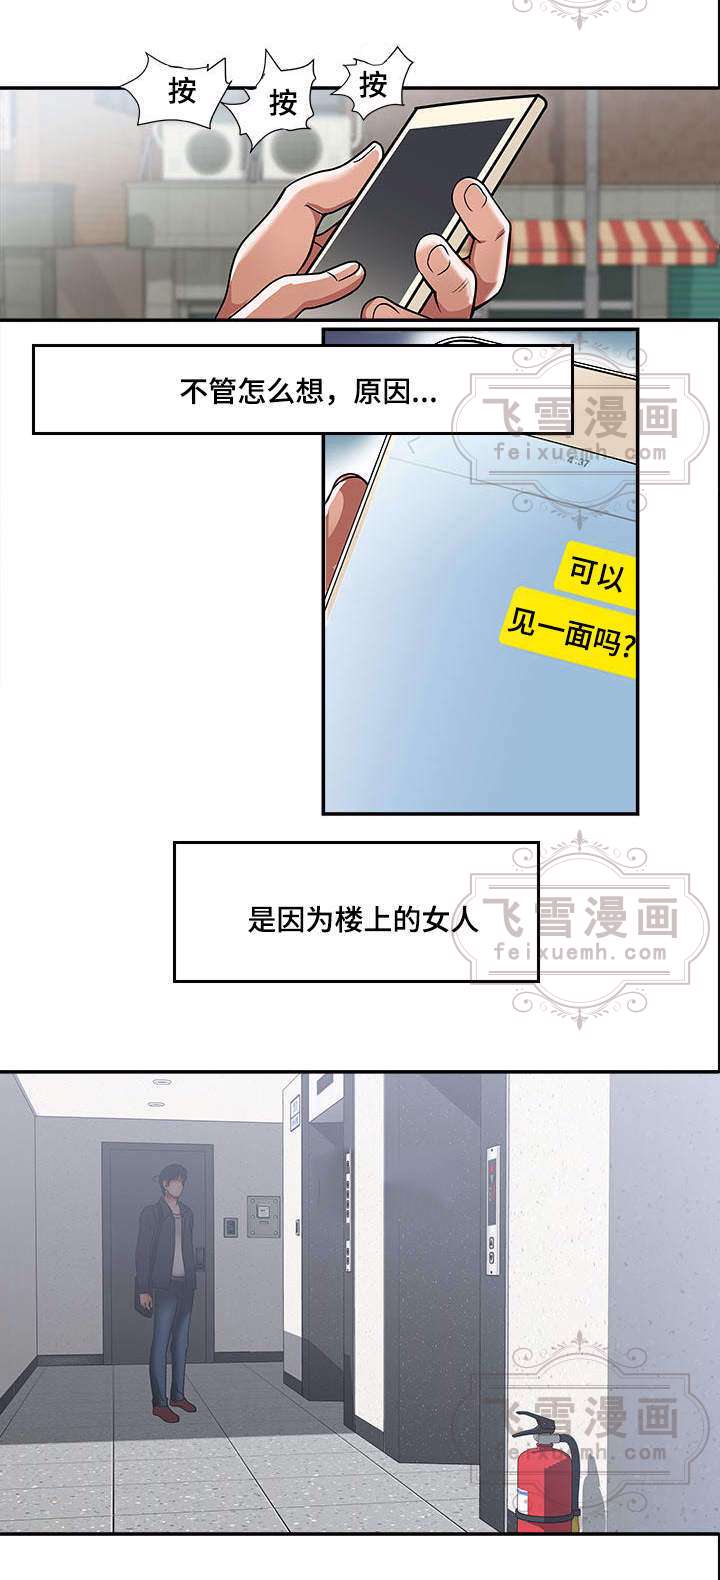 按
按
按
不管怎么想，原因...
飞雪漫画
feixuemh.com
4:37
可以
见一面吗?
是因为楼上的女人
飞雪漫画
feixuemh.com
飞雪漫画
feixuemh.com